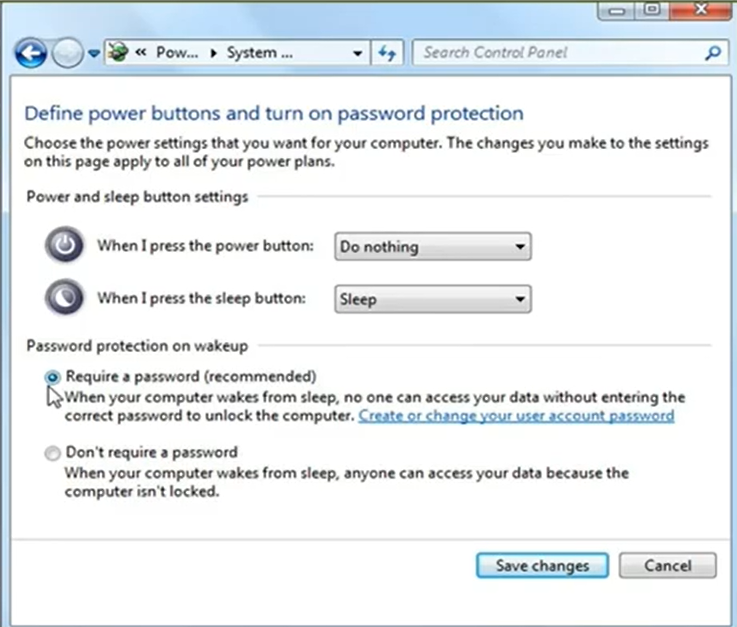 « Pow... System ...
Search Control Panel
Define power buttons and turn on password protection
Choose the power settings that you want for your computer. The changes you make to the settings
on this page apply to all of your power plans.
Power and sleep button settings
When I press the power button: Do nothing
When I press the sleep button: Sleep
Password protection on wakeup
Require a password (recommended)
When your computer wakes from sleep, no one can access your data without entering the
correct password to unlock the computer. Create or change your user account password
Don't require a password
When your computer wakes from sleep, anyone can access your data because the
computer isn't locked.
Save changes Cancel